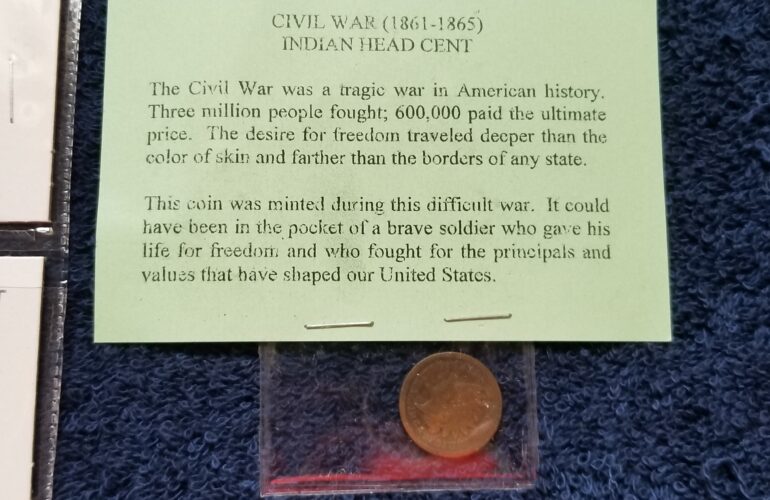 CIVIL WAR (1861-1865)
INDIAN HEAD CENT
The Civil War was a tragic war in American history.
Three million people fought; 600,000 paid the ultimate
price. The desire for freedom traveled deeper than the
color of skin and farther than the borders of any state.
This coin was minted during this difficult war. It could
have been in the pocket of a brave soldier who gave his
life for freedom and who fought for the principals and
values that have shaped our United States.